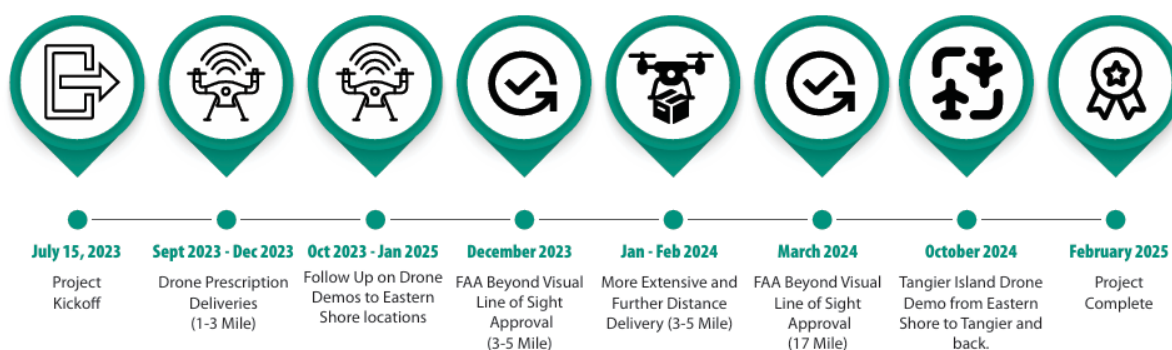 July 15, 2023
Project
Kickoff
Sept 2023 - Dec 2023
Drone Prescription
Deliveries
(1-3 Mile)
Oct 2023 - Jan 2025
Follow Up on Drone
Demos to Eastern
Shore locations
December 2023
FAA Beyond Visual
Line of Sight
Approval
(3-5 Mile)
Jan - Feb 2024
More Extensive and
Further Distance
Delivery (3-5 Mile)
March 2024
FAA Beyond Visual
Line of Sight
Approval
(17 Mile)
October 2024
Tangier Island Drone
Demo from Eastern
Shore to Tangier and
back.
February 2025
Project
Complete